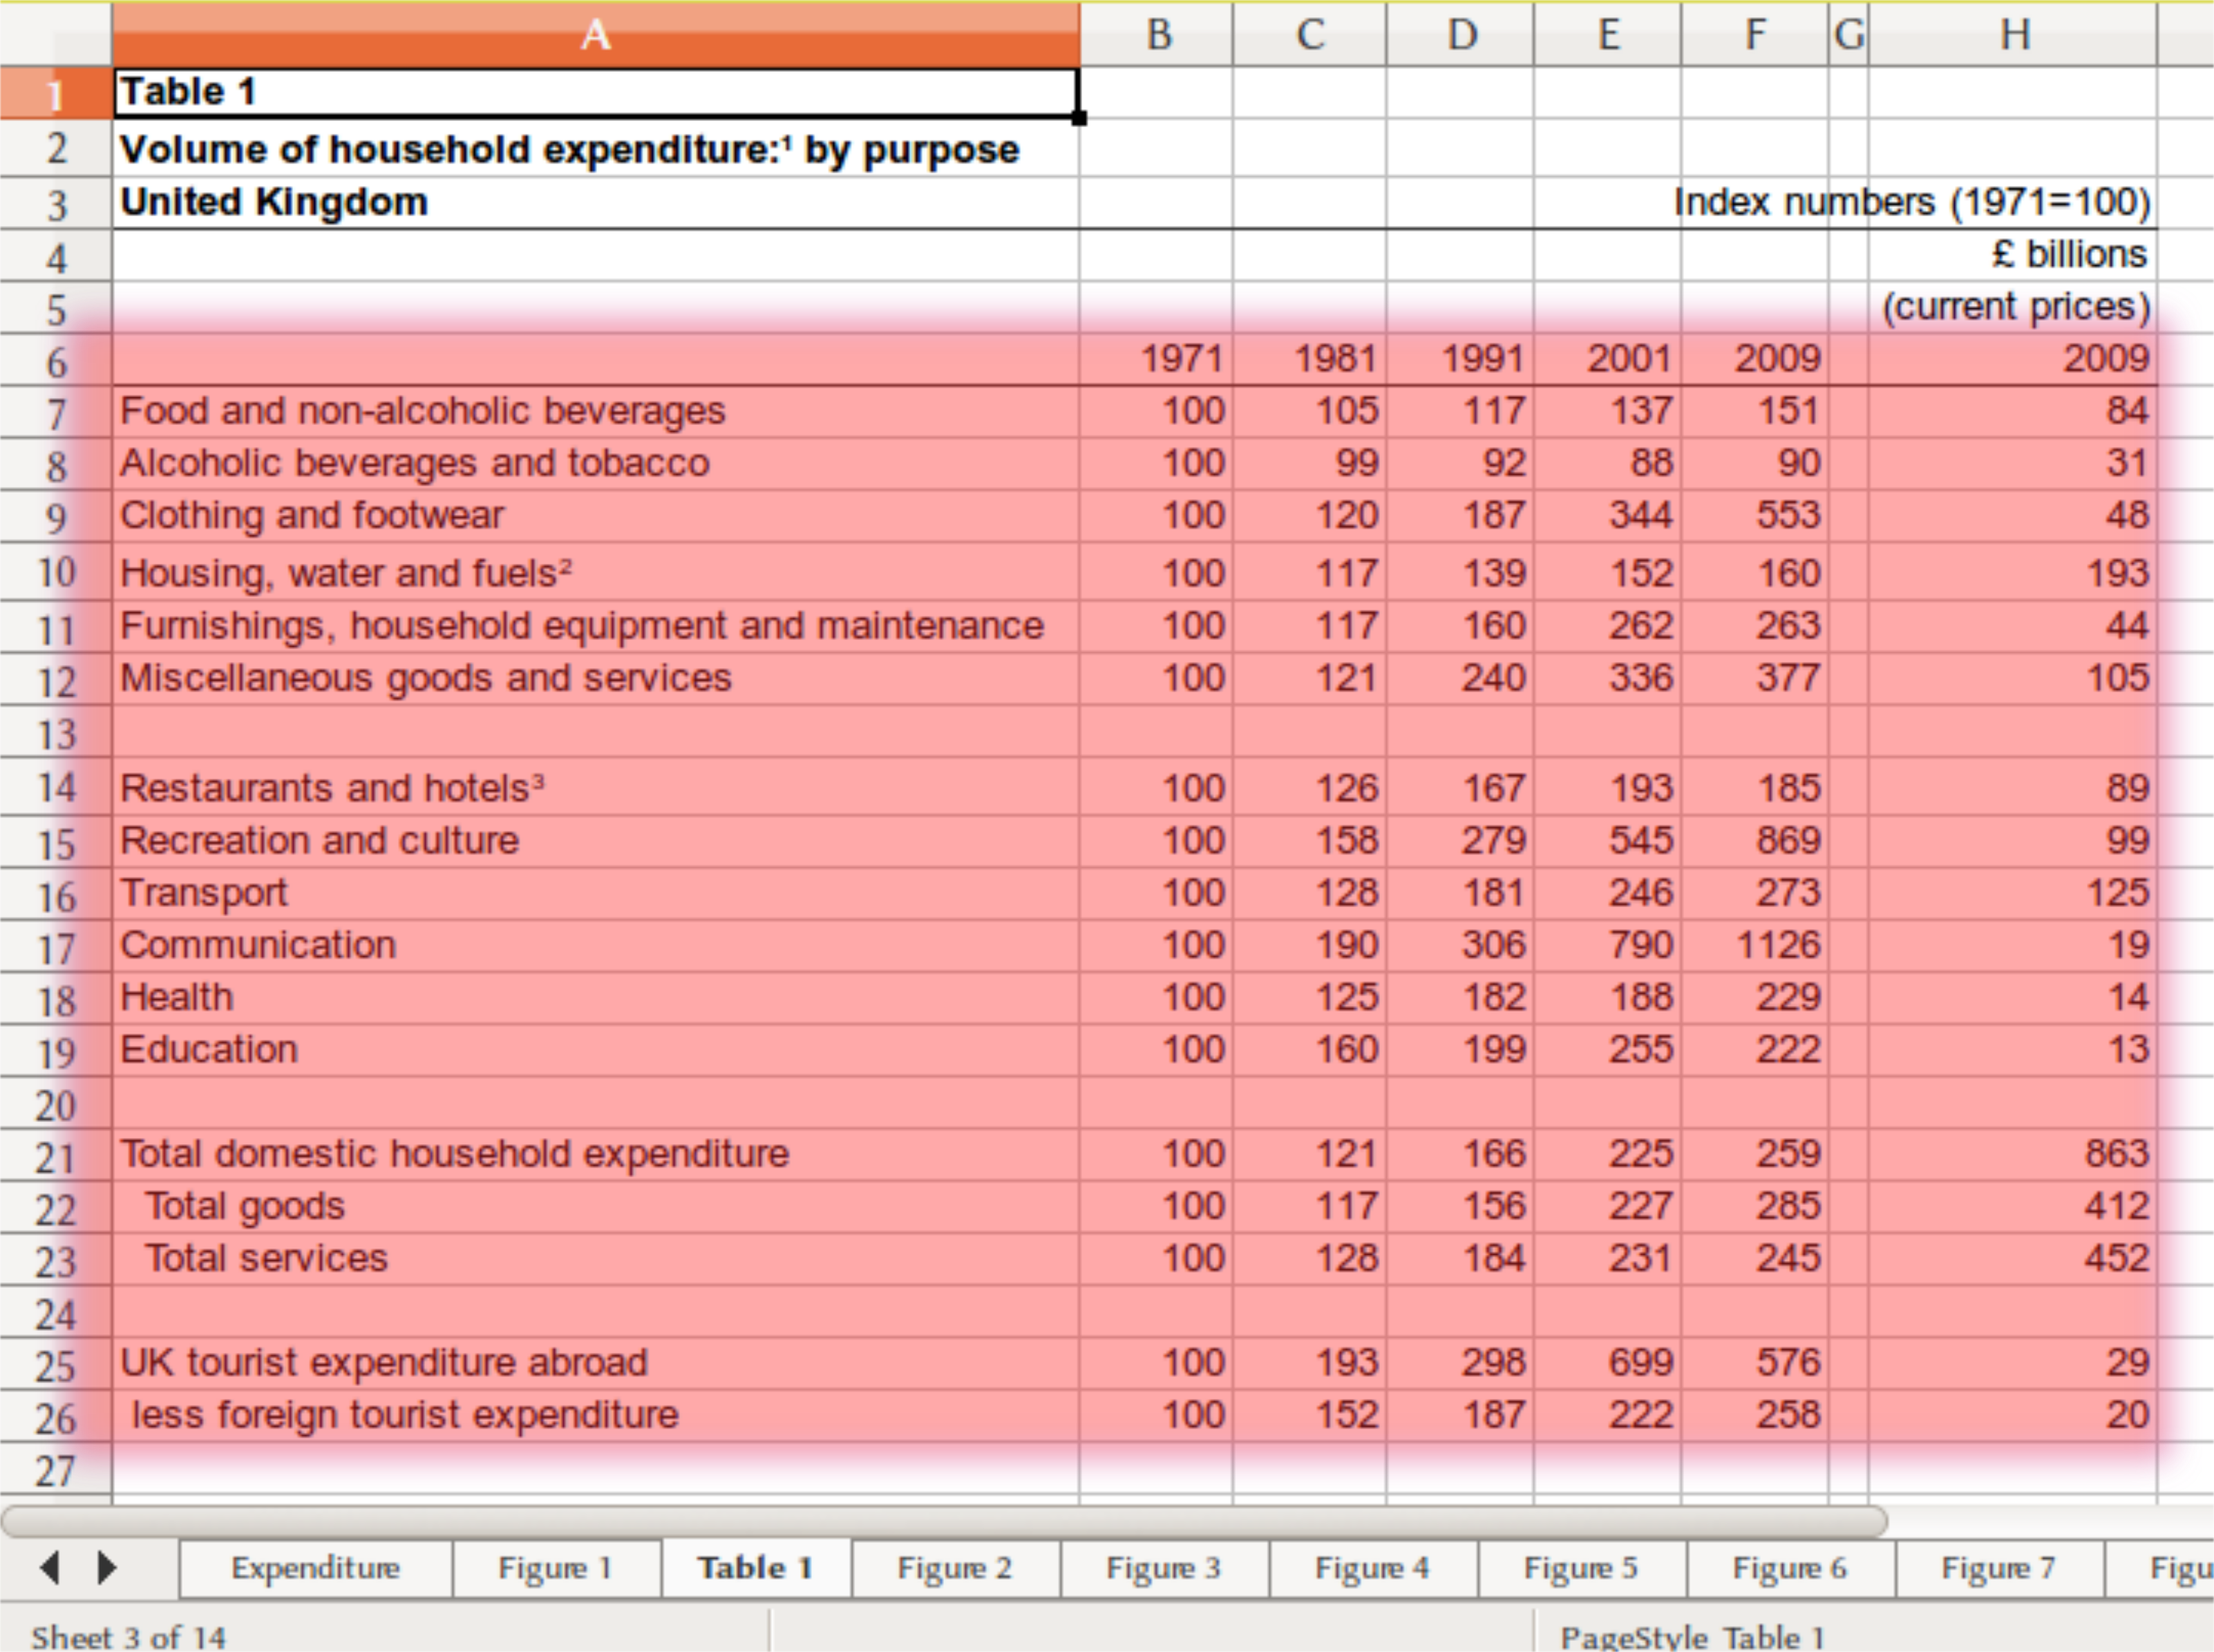 A B C D E F G H
1 Table 1
2 Volume of household expenditure:¹ by purpose
3 United Kingdom Index numbers (1971=100)
4 £ billions
5 (current prices)
6 1971 1981 1991 2001 2009 2009
7 Food and non-alcoholic beverages 100 105 117 137 151 84
8 Alcoholic beverages and tobacco 100 99 92 88 90 31
9 Clothing and footwear 100 120 187 344 553 48
10 Housing, water and fuels² 100 117 139 152 160 193
11 Furnishings, household equipment and maintenance 100 117 160 262 263 44
12 Miscellaneous goods and services 100 121 240 336 377 105
13
14 Restaurants and hotels³ 100 126 167 193 185 89
15 Recreation and culture 100 158 279 545 869 99
16 Transport 100 128 181 246 273 125
17 Communication 100 190 306 790 1126 19
18 Health 100 125 182 188 229 14
19 Education 100 160 199 255 222 13
20
21 Total domestic household expenditure 100 121 166 225 259 863
22 Total goods 100 117 156 227 285 412
23 Total services 100 128 184 231 245 452
24
25 UK tourist expenditure abroad 100 193 298 699 576 29
26 less foreign tourist expenditure 100 152 187 222 258 20
27
Expenditure Figure 1 Table 1 Figure 2 Figure 3 Figure 4 Figure 5 Figure 6 Figure 7 Figu
Sheet 3 of 14 PageStyle Table 1